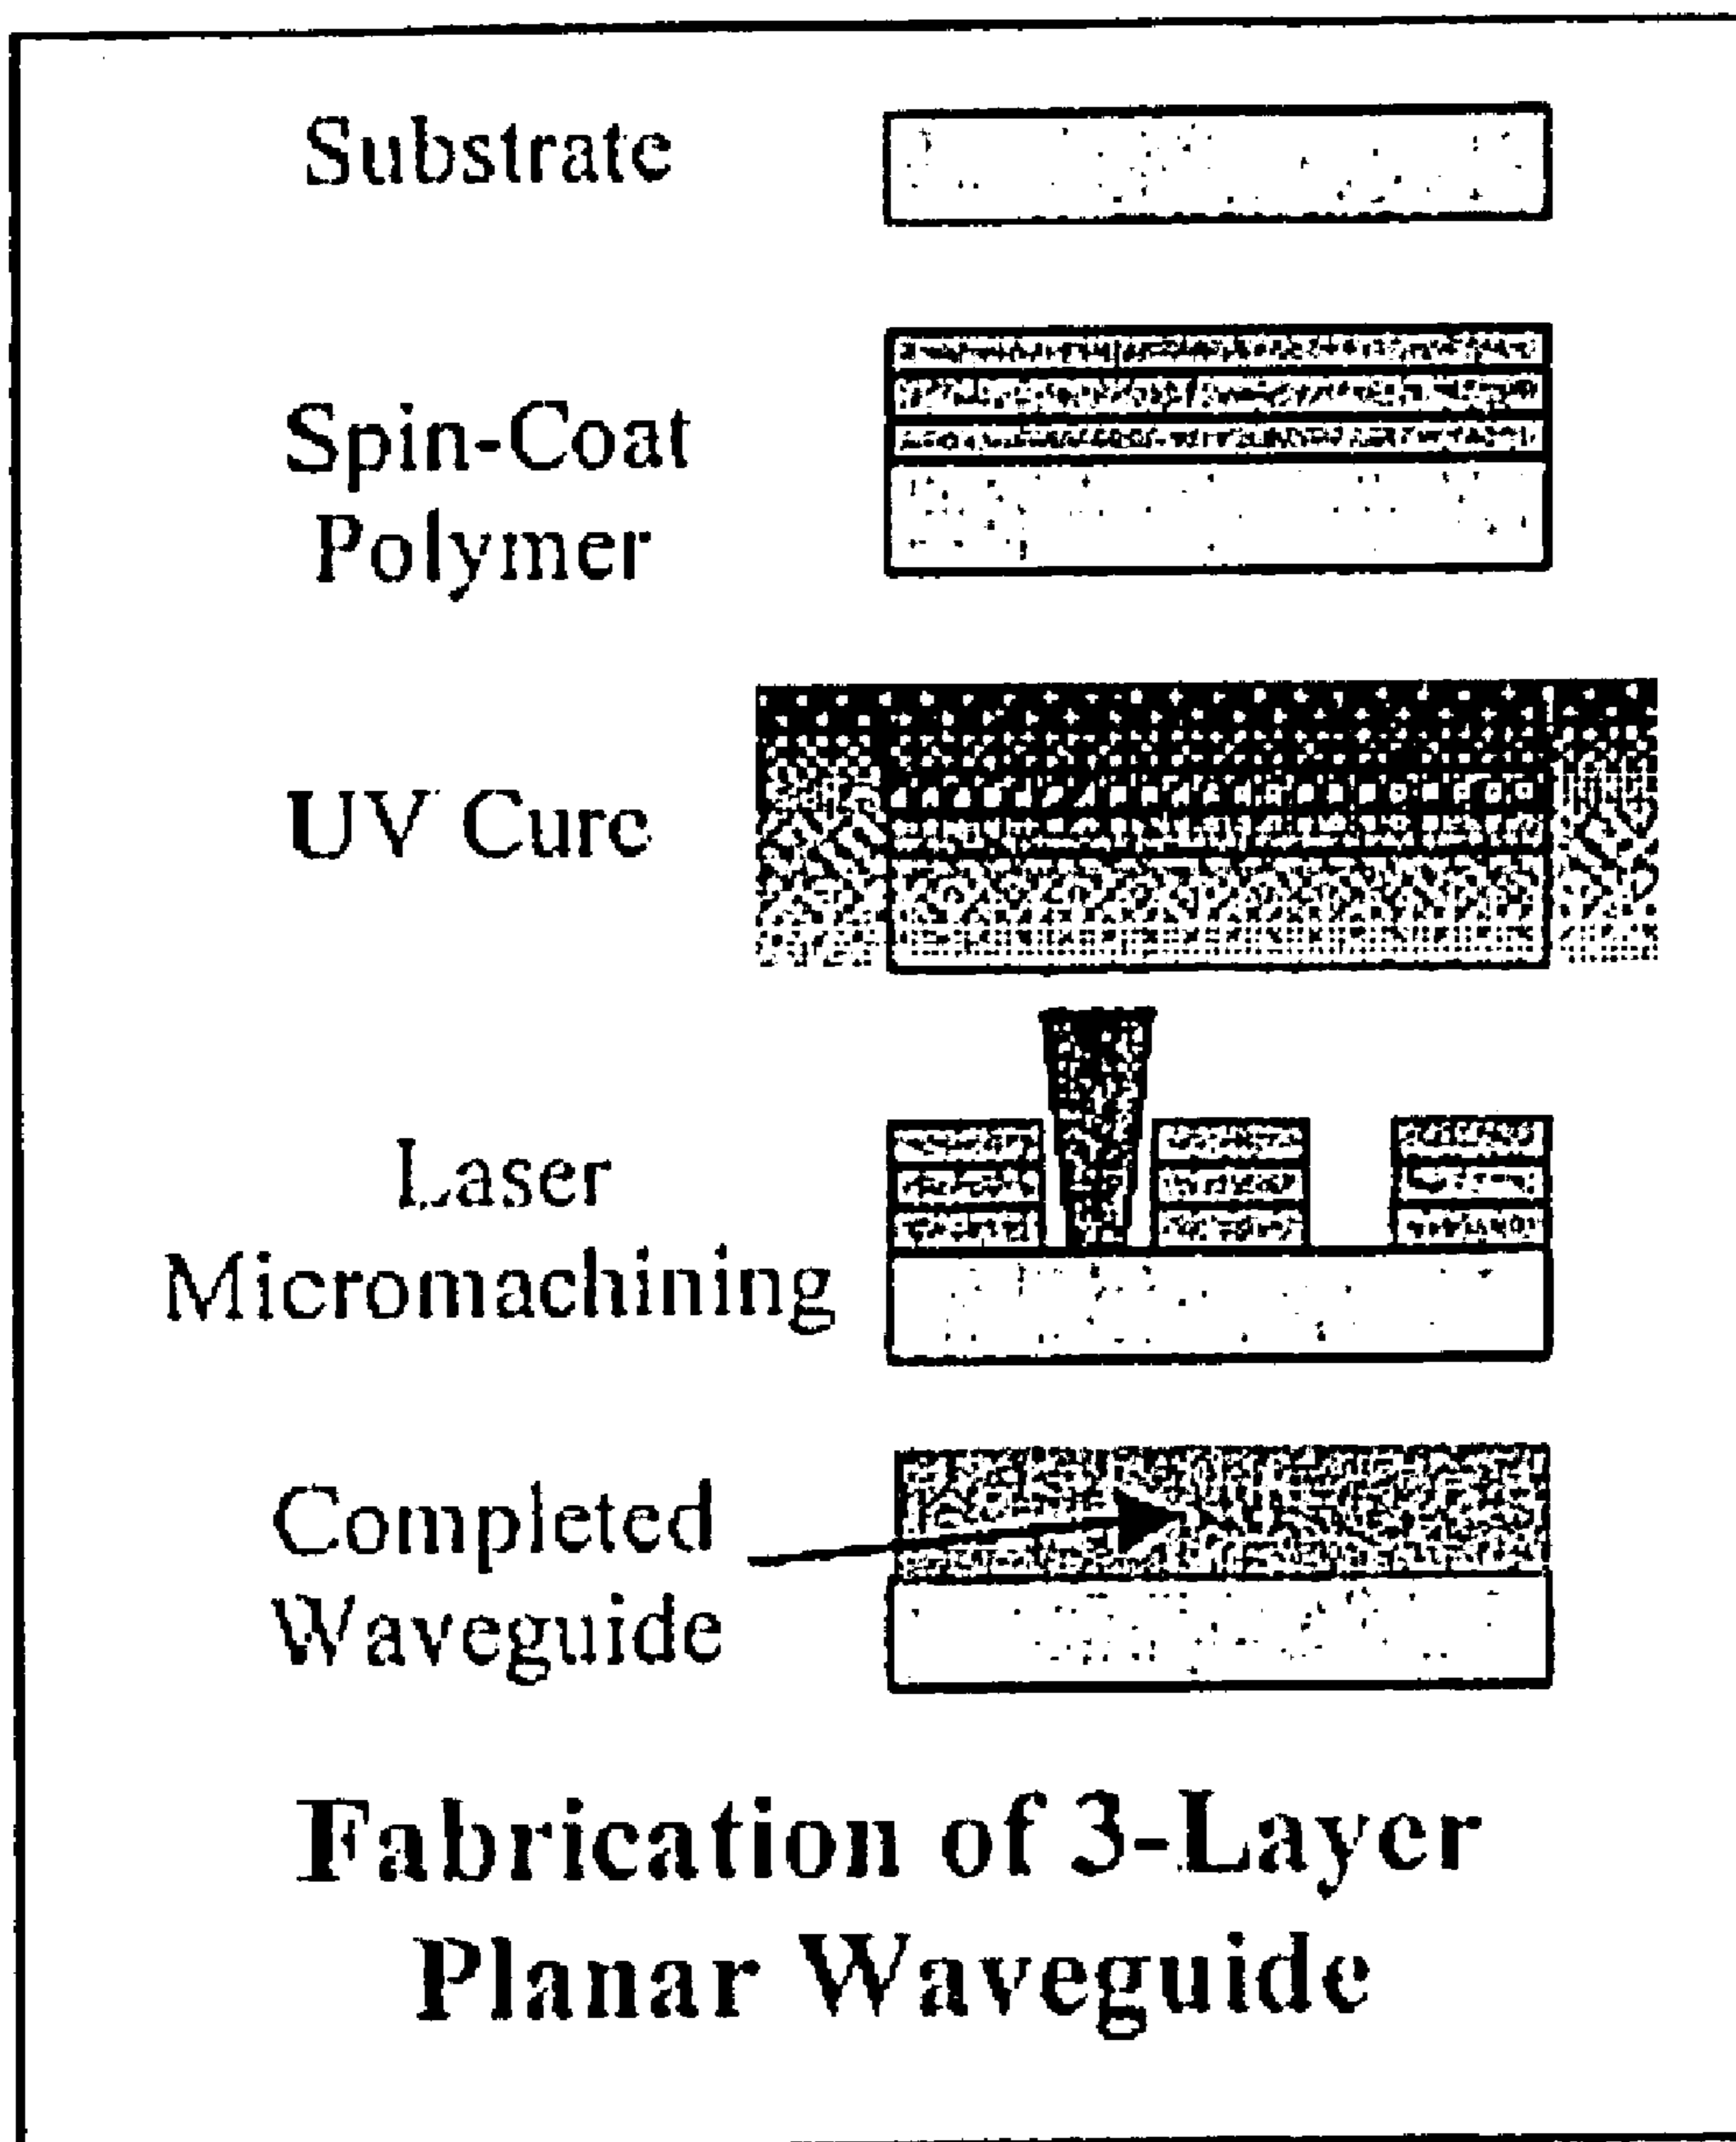 Substrate
Spin-Coat
Polymer
UV Cure
Laser
Micromachining
Completed
Waveguide
Fabrication of 3-Layer
Planar Waveguide